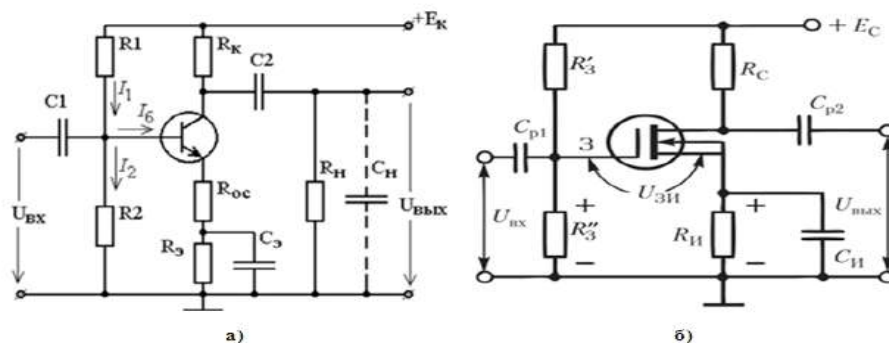 +Eк
R1
Rк
C2
I1
C1
Iб
I2
Rн
Cн
Rос
Uвх
R2
Uвых
Rэ
Cэ
а)
+ EС
R′З
RС
Cр1
З
Cр2
UЗИ
Uвх
R″З
+
−
RИ
+
−
Uвых
CИ
б)